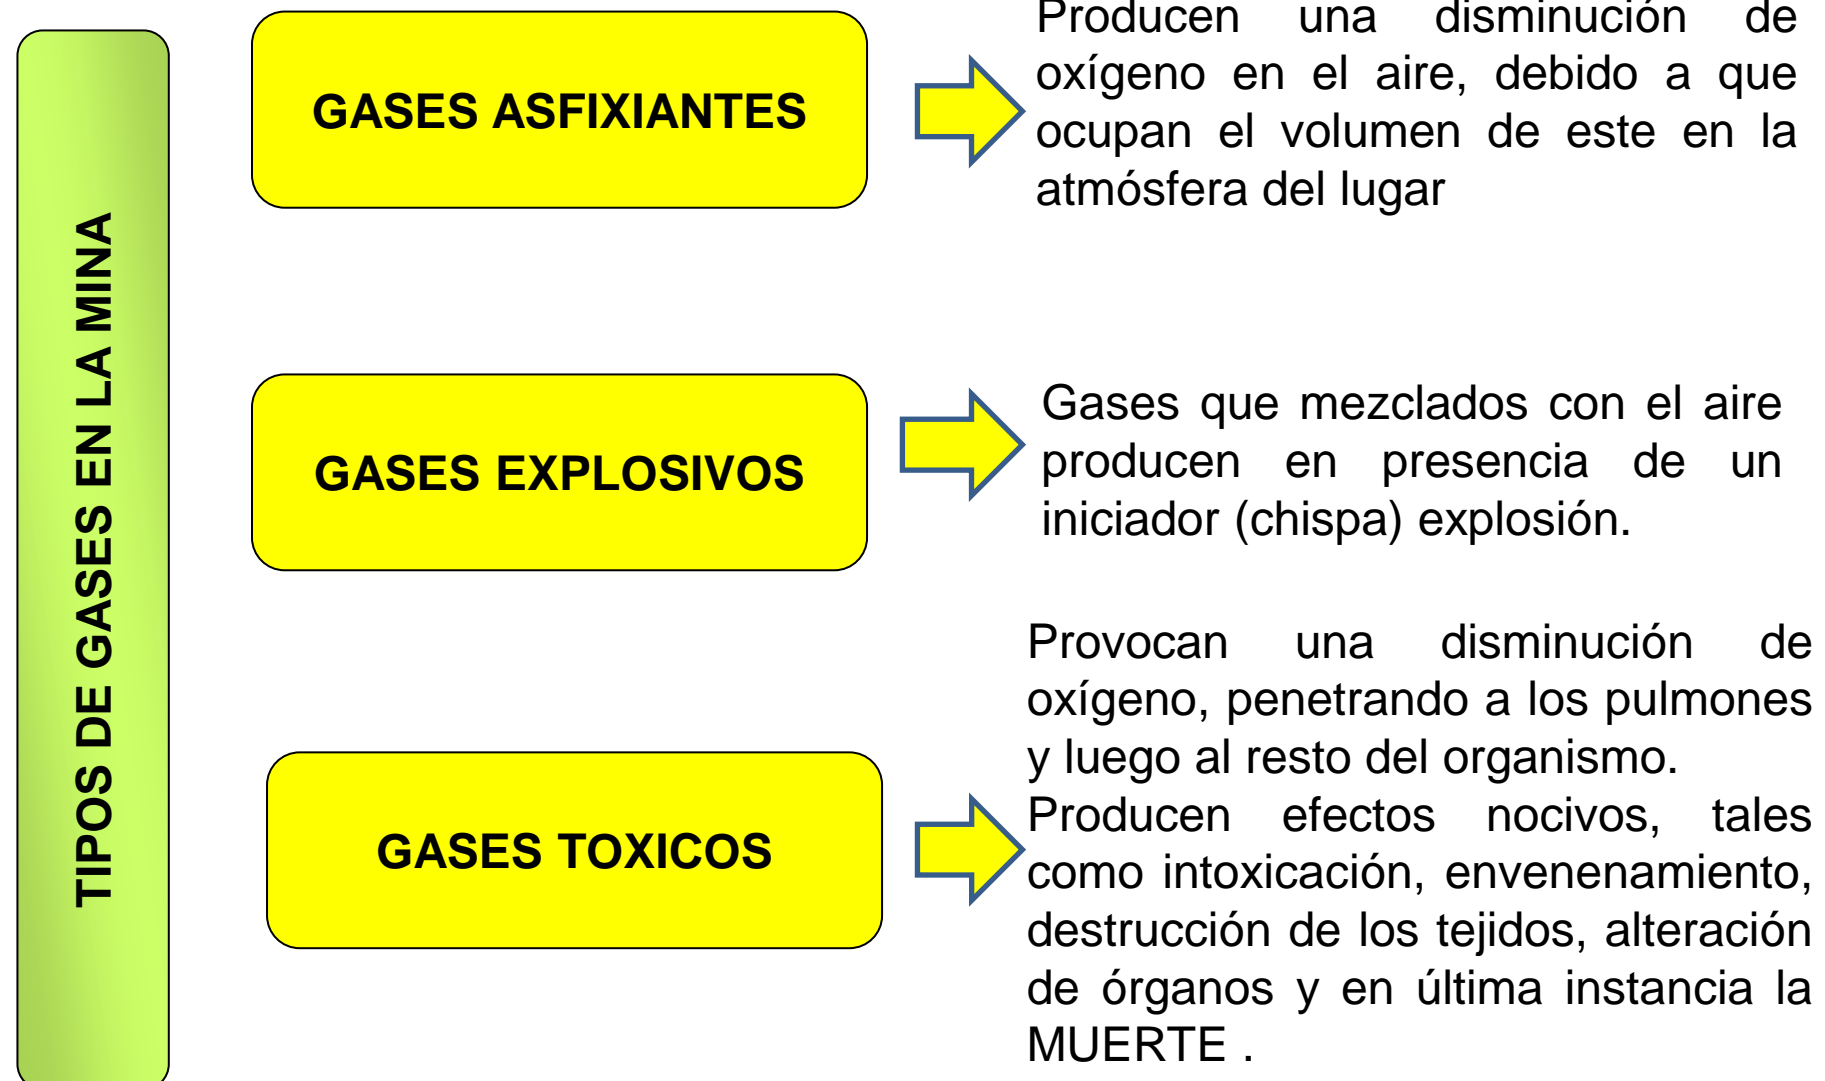 TIPOS DE GASES EN LA MINA
GASES ASFIXIANTES
Producen una disminución de
oxígeno en el aire, debido a que
ocupan el volumen de este en la
atmósfera del lugar
GASES EXPLOSIVOS
Gases que mezclados con el aire
producen en presencia de un
iniciador (chispa) explosión.
GASES TOXICOS
Provocan una disminución de
oxígeno, penetrando a los pulmones
y luego al resto del organismo.
Producen efectos nocivos, tales
como intoxicación, envenenamiento,
destrucción de los tejidos, alteración
de órganos y en última instancia la
MUERTE .